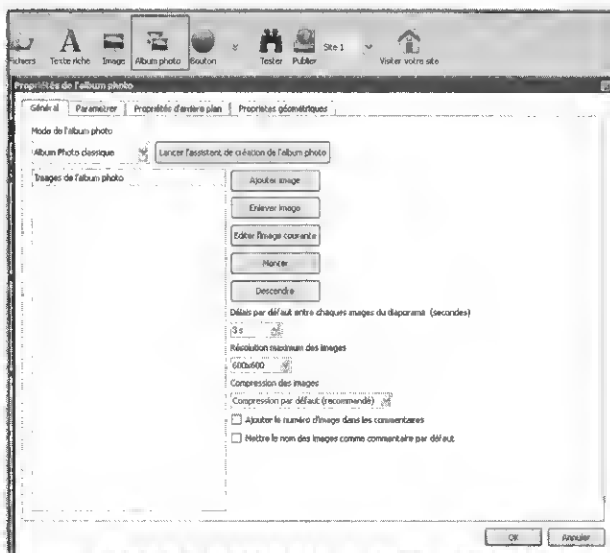 Fichiers Texte riche Image Album photo Bouton Tester Publier Site 1 Visiter votre site
Propriétés de l'album photo
Général Paramétrer Propriétés d'arrière plan Propriétés géométriques
Mode de l'album photo
Album Photo classique Lancer l'assistant de création de l'album photo
Images de l'album photo Ajouter image
Enlever image
Editer l'image courante
Monter
Descendre
Délais par défaut entre chaques images du diaporama (secondes)
3 s
Résolution maximum des images
600x600
Compression des images
Compression par défaut (recommandé)
Ajouter le numéro d'image dans les commentaires
Mettre le nom des images comme commentaire par défaut
OK Annuler